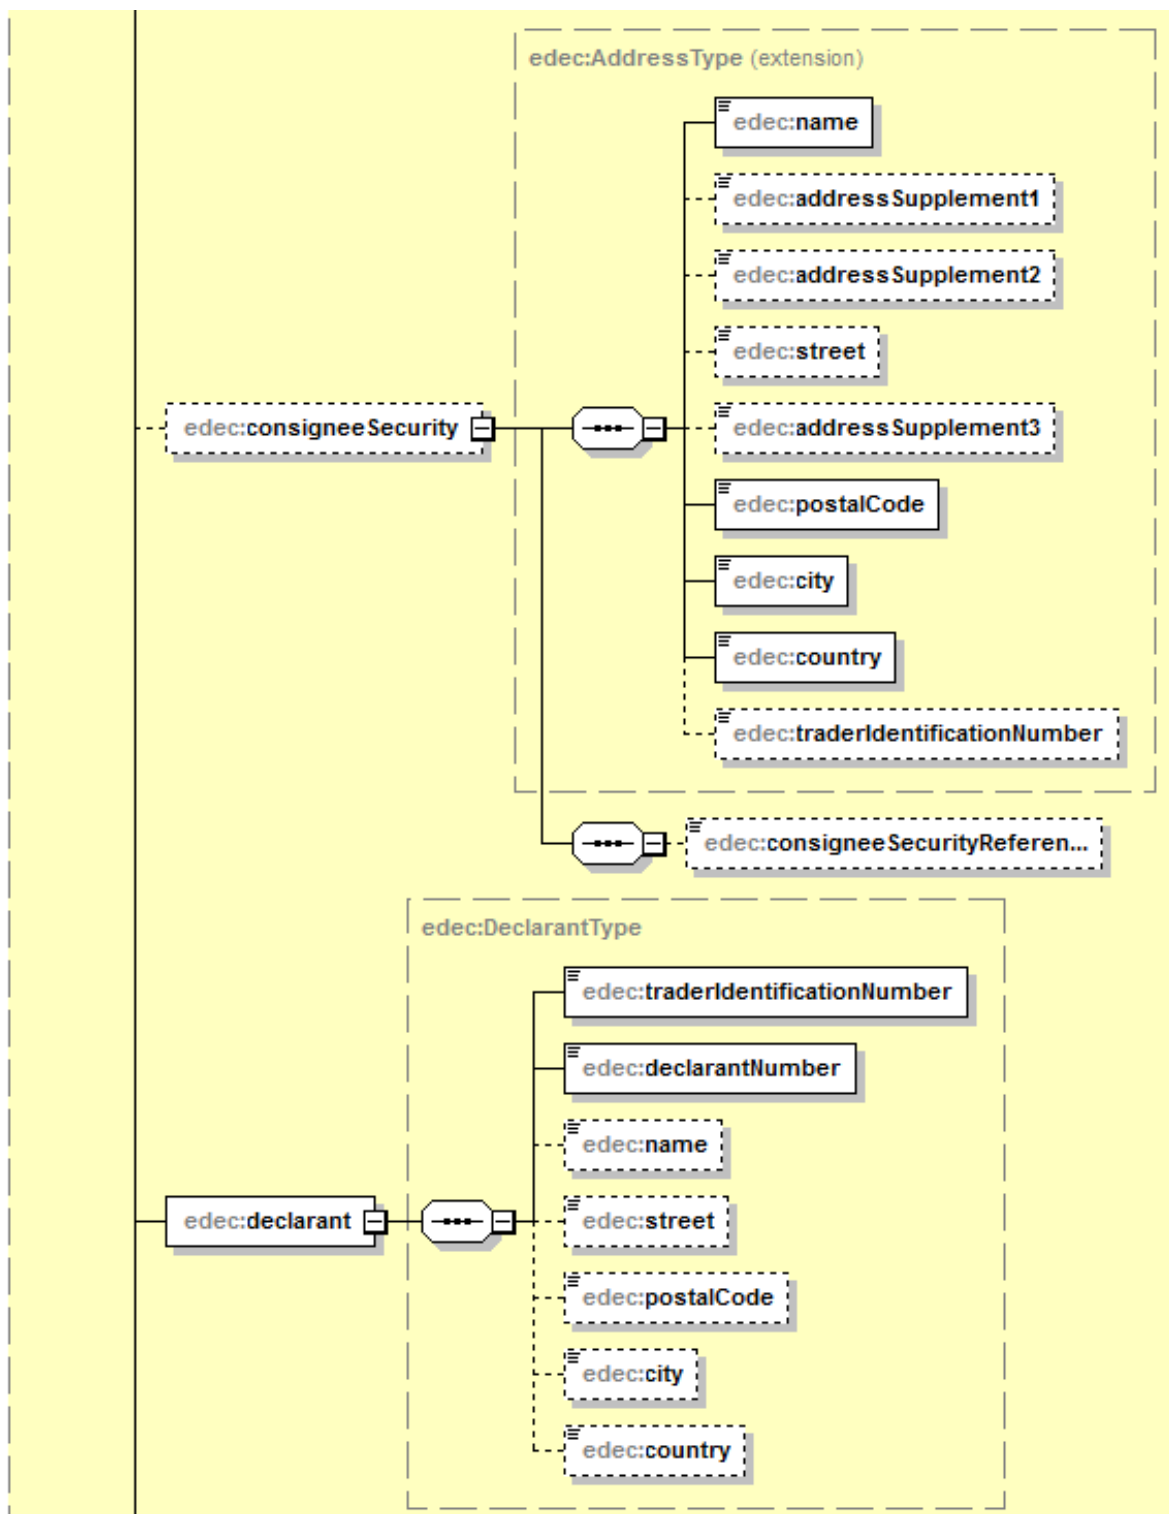 edec:AddressType (extension)
edec:name
edec:addressSupplement1
edec:addressSupplement2
edec:street
edec:consigneeSecurity
edec:addressSupplement3
edec:postalCode
edec:city
edec:country
edec:traderIdentificationNumber
edec:consigneeSecurityReferen...
edec:DeclarantType
edec:traderIdentificationNumber
edec:declarantNumber
edec:name
edec:declarant
edec:street
edec:postalCode
edec:city
edec:country